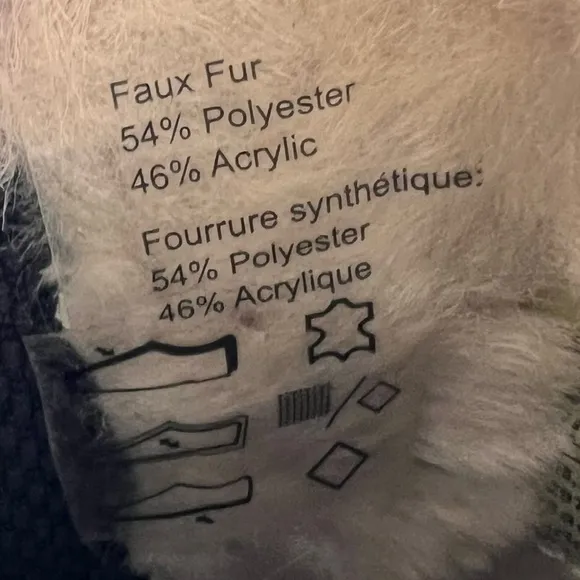 Faux Fur
54% Polyester
46% Acrylic
Fourrure synthétique:
54% Polyester
46% Acrylique